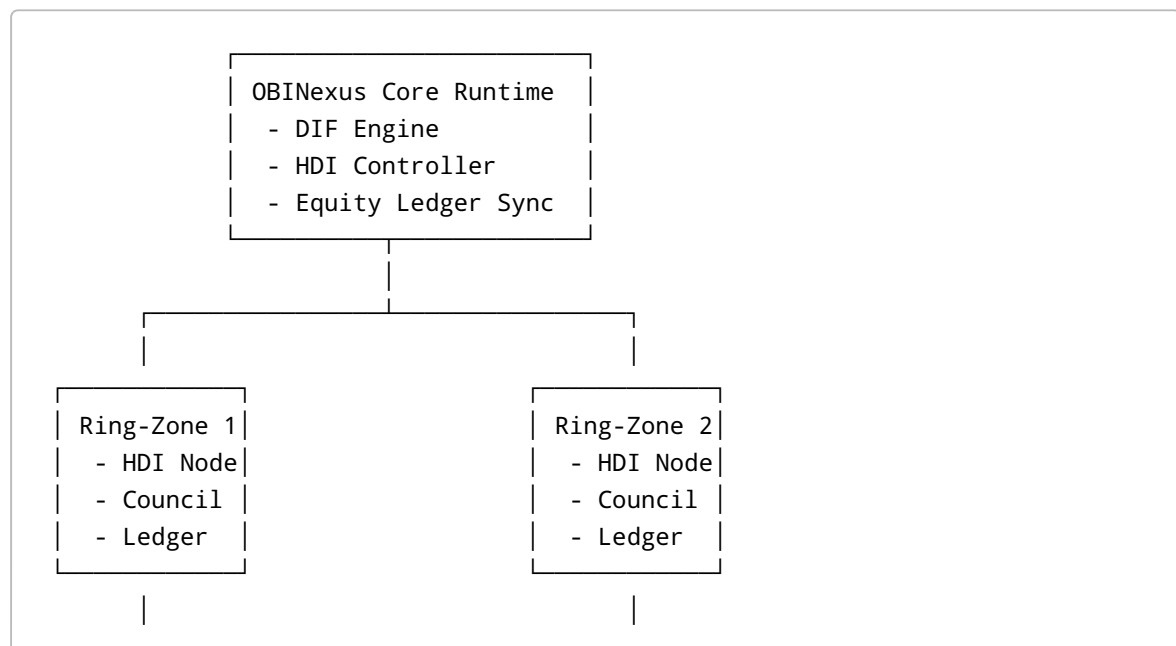 OBINexus Core Runtime
- DIF Engine
- HDI Controller
- Equity Ledger Sync
Ring-Zone 1
- HDI Node
- Council
- Ledger
Ring-Zone 2
- HDI Node
- Council
- Ledger